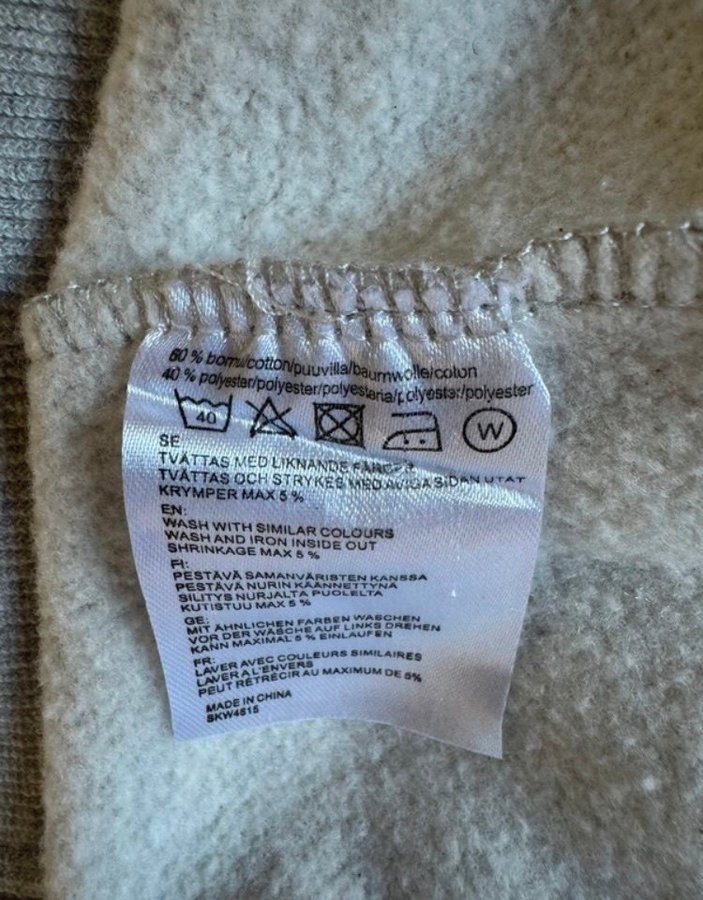 60 % bomu/cotton/puuvilla/baumwolle/coton
40 % polyester/polyester/polyesteria/polyester/polyester
40 W
SE
TVÄTTAS MED LIKNANDE FÄRGER
TVÄTTAS OCH STRYKES MED AVIGA SIDAN UTÅT
KRYMPER MAX 5 %
EN:
WASH WITH SIMILAR COLOURS
WASH AND IRON INSIDE OUT
SHRINKAGE MAX 5 %
FI:
PESTÄVÄ SAMANVÄRISTEN KANSSA
PESTÄVÄ NURIN KÄÄNNETTYNÄ
SILITYS NURJALTA PUOLELTA
KUTISTUU MAX 5 %
GE:
MIT ÄHNLICHEN FARBEN WASCHEN
VOR DER WÄSCHE AUF LINKS DREHEN
KANN MAXIMAL 5 % EINLAUFEN
FR:
LAVER AVEC COULEURS SIMILAIRES
LAVER A L'ENVERS
PEUT RÉTRÉCIR AU MAXIMUM DE 5%
MADE IN CHINA
SKW4615